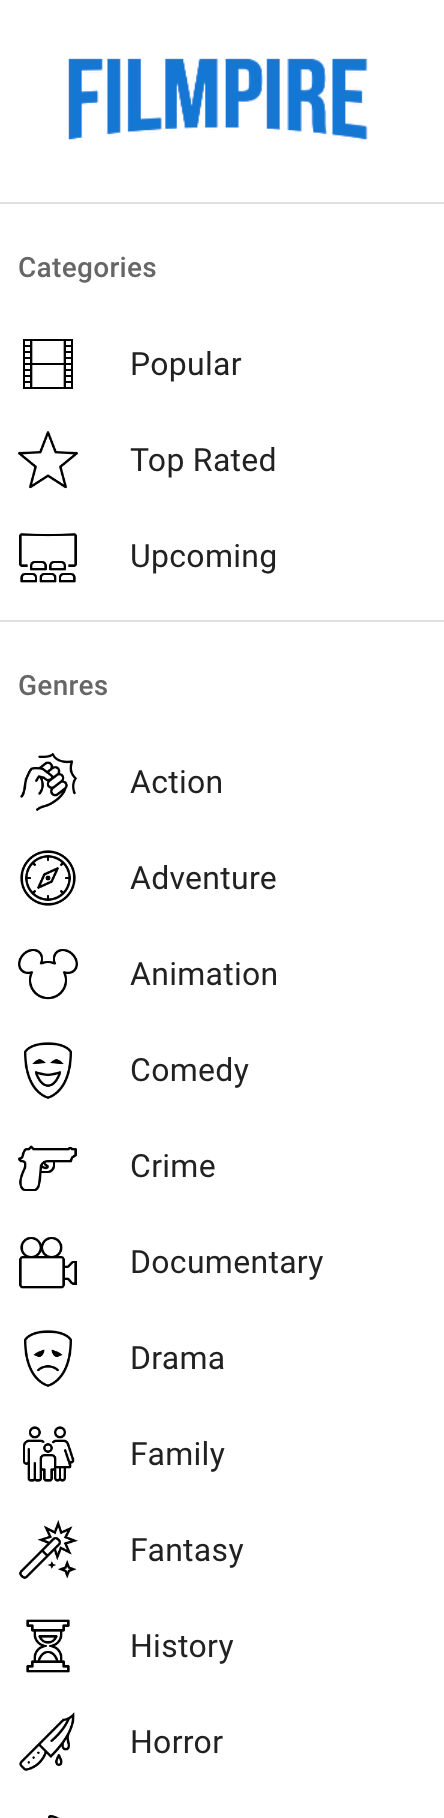 FILMPIRE
Categories
Popular
Top Rated
Upcoming
Genres
Action
Adventure
Animation
Comedy
Crime
Documentary
Drama
Family
Fantasy
History
Horror